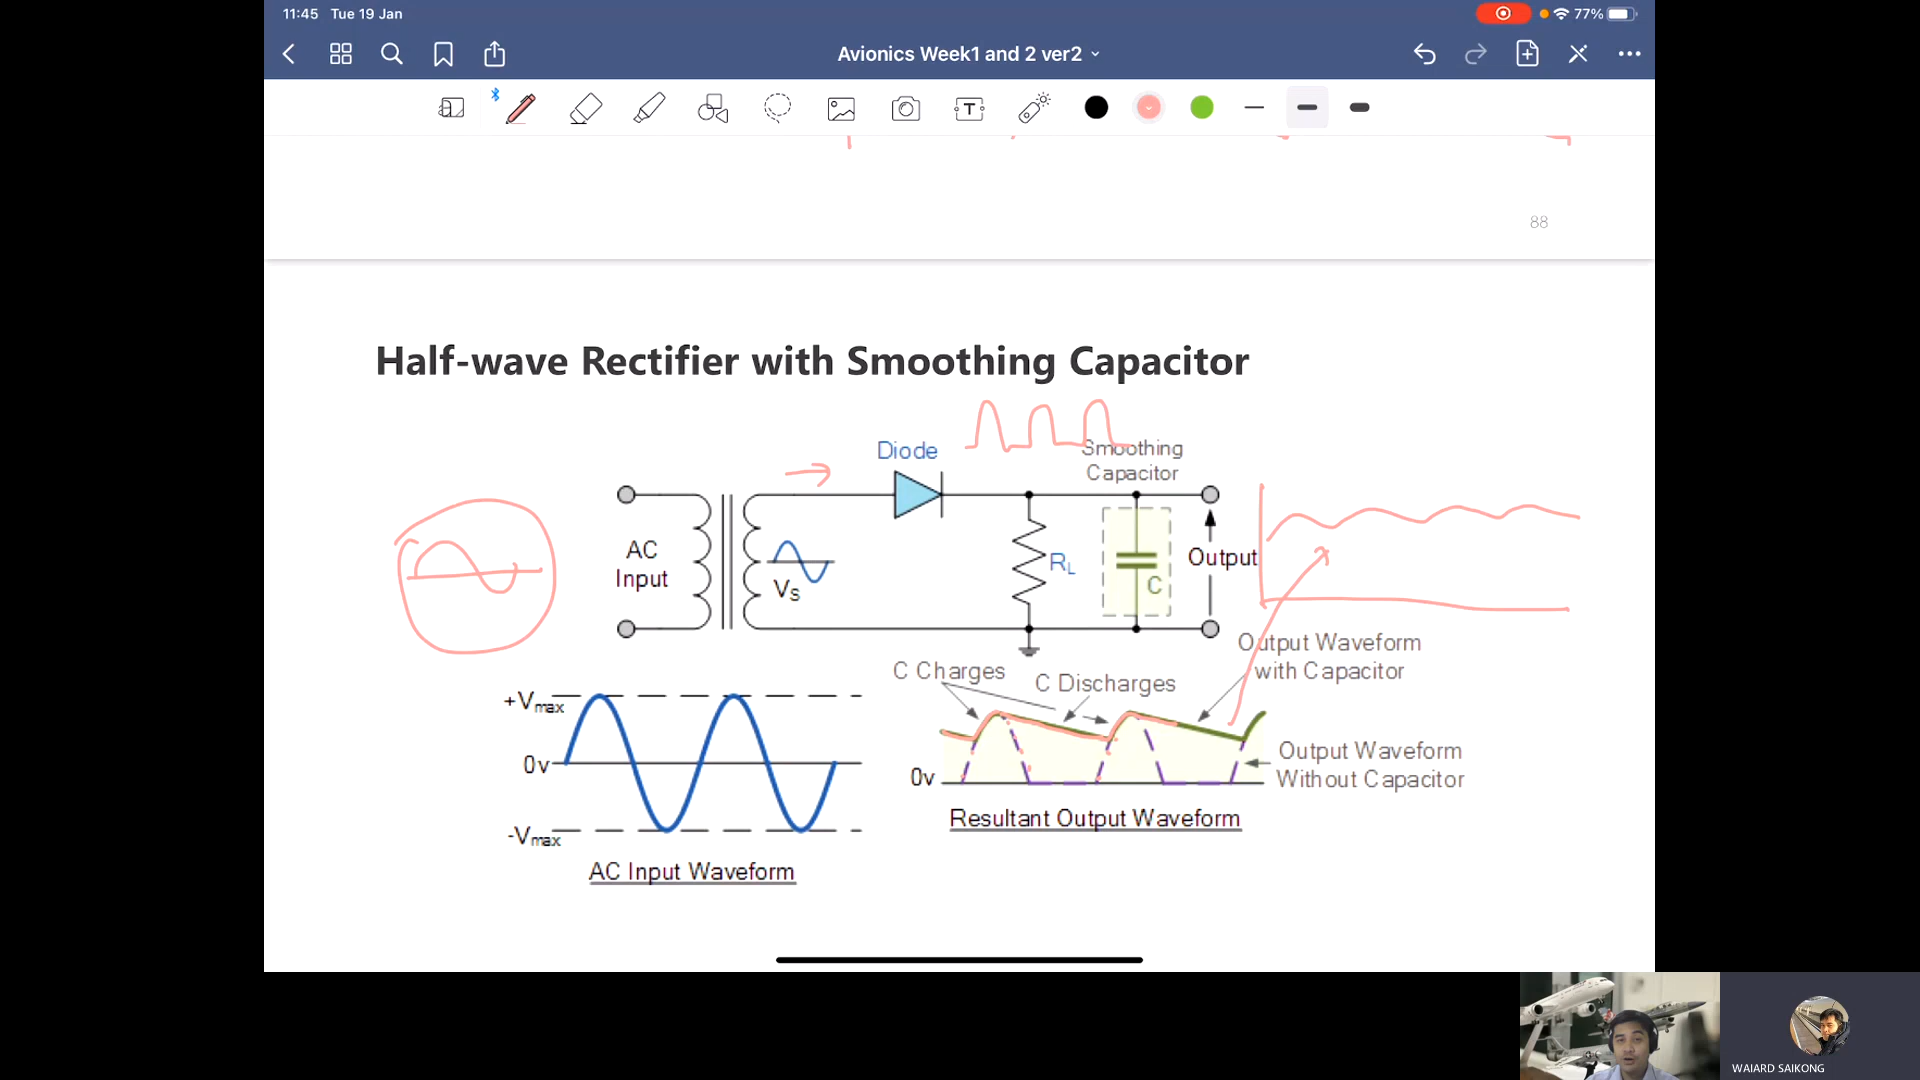 11:45 Tue 19 Jan
77%
Avionics Week1 and 2 ver2
T
88
Half-wave Rectifier with Smoothing Capacitor
Diode
Smoothing
Capacitor
AC
Input
VS
RL
C
Output
Output Waveform
with Capacitor
C Charges
C Discharges
+Vmax
0v
-Vmax
AC Input Waveform
0v
Output Waveform
Without Capacitor
Resultant Output Waveform
WAIARD SAIKONG